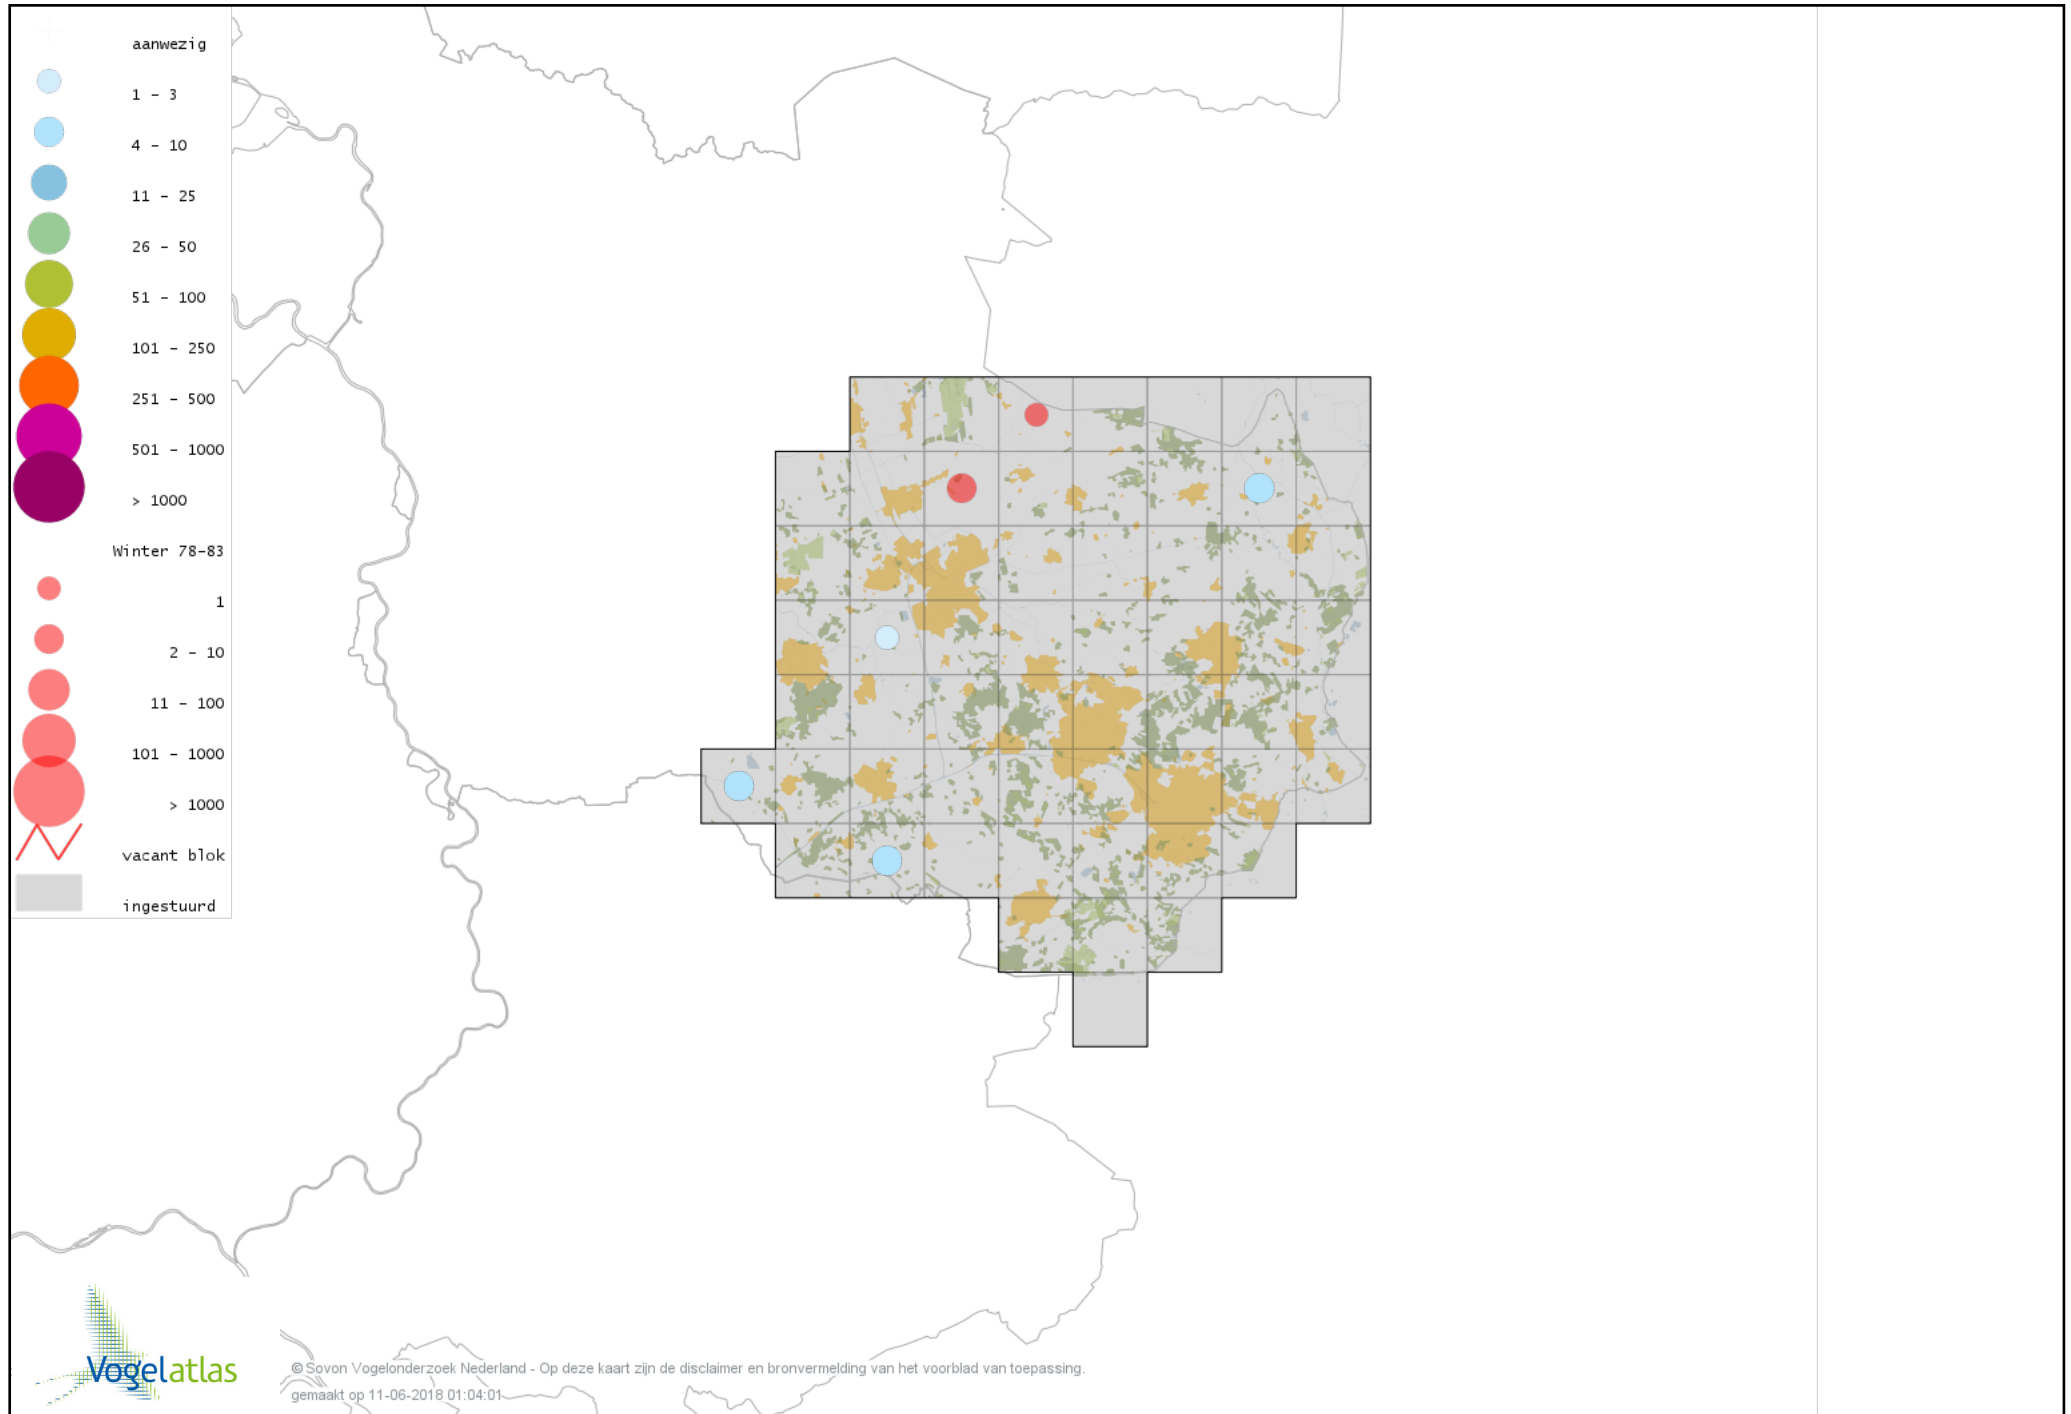 aanwezig
1 - 3
4 - 10
11 - 25
26 - 50
51 - 100
101 - 250
251 - 500
501 - 1000
> 1000
Winter 78-83
1
2 - 10
11 - 100
101 - 1000
> 1000
vacant blok
ingestuurd
Vogelatlas
© Sovon Vogelonderzoek Nederland - Op deze kaart zijn de disclaimer en bronvermelding van het voorblad van toepassing.
gemaakt op 11-06-2018 01:04:01